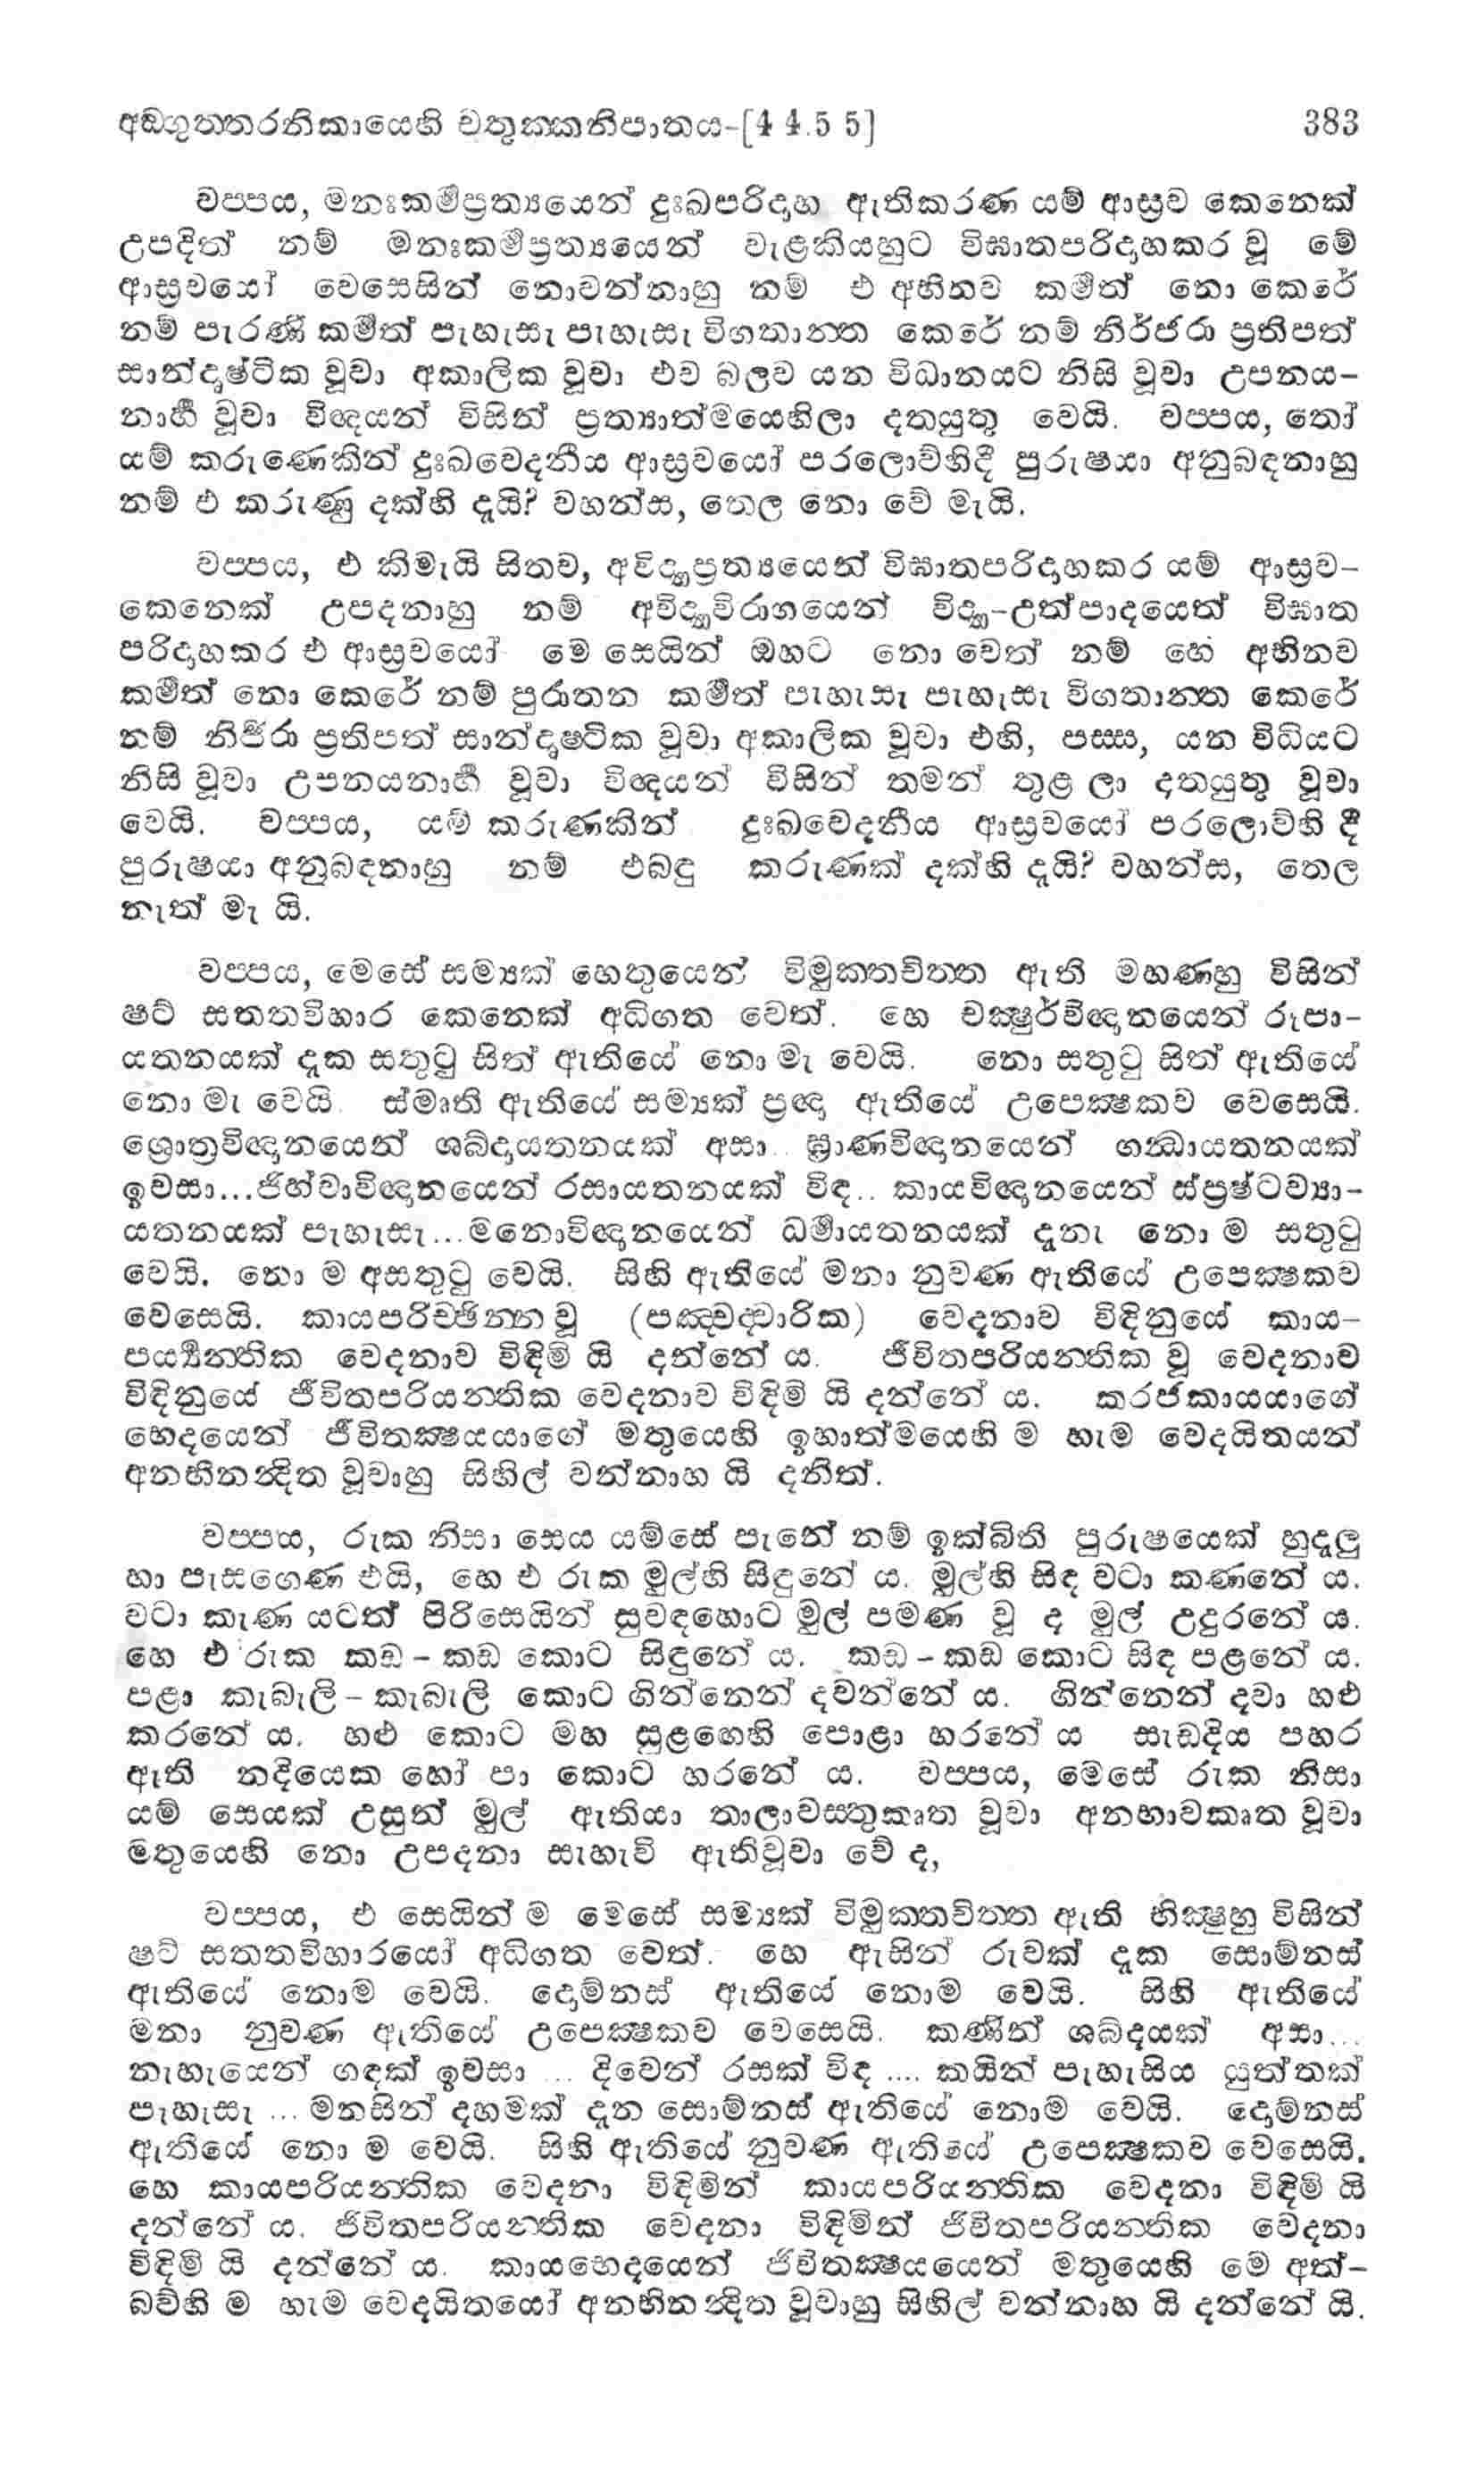 අඞගුත්තරනිකායෙහි චතුක්කනිපාතය-[4 4.5 5] 383
වප්පය, මනඃකර්මප්‍රත්‍යයෙන් දුඃඛපරිදාහ ඇතිකරණ යම් ආස්‍රව කෙනෙක්
උපදිත් නම් මනඃකර්මප්‍රත්‍යයෙන් වැළකියහුට විඝාතපරිදාහකර වූ මේ
ආස්‍රවයෝ වෙසෙසින් නොවන්නාහු නම් එ අභිනව කර්මත් නො කෙරේ
නම් පැරණි කර්මත් පැහැසැ පැහැසැ විගතාන්ත කෙරේ නම් නිර්ජරා ප්‍රතිපත්
සාන්දෘෂ්ටික වූවා අකාලික වූවා එව බලව යන විධානයට නිසි වූවා උපනය-
නාර්හ වූවා විඥයන් විසින් ප්‍රත්‍යාත්මයෙහිලා දතයුතු වෙයි. වප්පය, තෝ
යම් කරුණෙකින් දුඃඛවෙදනීය ආස්‍රවයෝ පරලොව්හිදී පුරුෂයා අනුබඳනාහු
නම් එ කරුණු දක්හි දැයි? වහන්ස, තෙල නො වේ මැයි.
වප්පය, එ කිමැයි සිතව, අවිද්‍යාප්‍රත්‍යයෙන් විඝාතපරිදාහකර යම් ආස්‍රව-
කෙනෙක් උපදනාහු නම් අවිද්‍යාවිරාගයෙන් විද්‍යා-උත්පාදයෙන් විඝාත
පරිදාහකර එ ආස්‍රවයෝ මෙ සෙයින් ඔහට නො වෙත් නම් හෙ අභිනව
කර්මත් නො කෙරේ නම් පුරාතන කර්මත් පැහැසැ පැහැසැ විගතාන්ත කෙරේ
නම් නිර්ජරා ප්‍රතිපත් සාන්දෘෂ්ටික වූවා අකාලික වූවා එහි, පස්ස, යන විධියට
නිසි වූවා උපනයනාර්හ වූවා විඥයන් විසින් තමන් තුළ ලා දතයුතු වූවා
වෙයි. වප්පය, යම් කරුණකින් දුඃඛවෙදනීය ආස්‍රවයෝ පරලොව්හි දී
පුරුෂයා අනුබඳනාහු නම් එබඳු කරුණක් දක්හි දැයි? වහන්ස, තෙල
නැත් මැ යි.
වප්පය, මෙසේ සම්‍යක් හෙතුයෙන් විමුක්තචිත්ත ඇති මහණහු විසින්
ෂට් සතතවිහාර කෙනෙක් අධිගත වෙත්. හෙ චක්‍ෂුර්විඥානයෙන් රූපා-
යතනයක් දැක සතුටු සිත් ඇතියේ නො මැ වෙයි. නො සතුටු සිත් ඇතියේ
නො මැ වෙයි. ස්මෘති ඇතියේ සම්‍යක් ප්‍රඥා ඇතියේ උපෙක්‍ෂකව වෙසෙයි.
ශ්‍රොත්‍රවිඥානයෙන් ශබ්දායතනයක් අසා.. ඝ්‍රාණවිඥානයෙන් ගන්ධායතනයක්
ඉවසා...ජිහ්වාවිඥානයෙන් රසායතනයක් විඳ.. කායවිඥානයෙන් ස්ප්‍රෂ්ටව්‍යා-
යතනයක් පැහැසැ...මනොවිඥානයෙන් ධර්මායතනයක් දැනැ නො ම සතුටු
වෙයි. නො ම අසතුටු වෙයි. සිහි ඇතියේ මනා නුවණ ඇතියේ උපෙක්‍ෂකව
වෙසෙයි. කායපරිච්ඡින්න වූ (පඤ්චද්වාරික) වෙදනාව විඳිනුයේ කාය-
පර්‍ය්‍යන්තික වෙදනාව විඳිමි යි දන්නේ ය. ජීවිතපරියන්තික වූ වෙදනාව
විඳිනුයේ ජීවිතපරියන්තික වෙදනාව විඳිමි යි දන්නේ ය. කරජකායයාගේ
භෙදයෙන් ජීවිතක්‍ෂයයාගේ මතුයෙහි ඉහාත්මයෙහි ම හැම වෙදයිතයන්
අනභිනන්දිත වූවාහු සිහිල් වන්නාහ යි දනිත්.
වප්පය, රුක නිසා සෙය යම්සේ පැනේ නම් ඉක්බිති පුරුෂයෙක් හුදැලු
හා පැසගෙණ එයි, හෙ එ රුක මුල්හි සිඳුනේ ය. මුල්හි සිඳ වටා කණනේ ය.
වටා කැණ යටත් පිරිසෙයින් සුවඳහොට මුල් පමණ වූ ද මුල් උදුරනේ ය.
හෙ එ රුක කඩ - කඩ කොට සිඳුනේ ය. කඩ - කඩ කොට සිඳ පළනේ ය.
පළා කැබැලි - කැබැලි කොට ගින්නෙන් දවන්නේ ය. ගින්නෙන් දවා හළු
කරනේ ය. හළු කොට මහ සුළඟෙහි පොළා හරනේ ය සැඩදිය පහර
ඇති නදියෙක හෝ පා කොට හරනේ ය. වප්පය, මෙසේ රුක නිසා
යම් සෙයක් උසුන් මුල් ඇතියා තාලාවස්තුකෘත වූවා අනභාවකෘත වූවා
මතුයෙහි නො උපදනා සැහැවි ඇතිවූවා වේ ද,
වප්පය, එ සෙයින් ම මෙසේ සම්‍යක් විමුක්තචිත්ත ඇති භික්‍ෂුහු විසින්
ෂට් සතතවිහාරයෝ අධිගත වෙත්. හෙ ඇසින් රුවක් දැක සොම්නස්
ඇතියේ නොම වෙයි. දොම්නස් ඇතියේ නොම වෙයි. සිහි ඇතියේ
මනා නුවණ ඇතියේ උපෙක්‍ෂකව වෙසෙයි. කණින් ශබ්දයක් අසා...
නැහැයෙන් ගඳක් ඉවසා ... දිවෙන් රසක් විඳ .... කයින් පැහැසිය යුත්තක්
පැහැසැ ... මනසින් දහමක් දැන සොම්නස් ඇතියේ නොම වෙයි. දොම්නස්
ඇතියේ නො ම වෙයි. සිහි ඇතියේ නුවණ ඇතියේ උපෙක්‍ෂකව වෙසෙයි.
හෙ කායපරියන්තික වෙදනා විඳිමින් කායපරියන්තික වෙදනා විඳිමි යි
දන්නේ ය. ජිවිතපරියන්තික වෙදනා විඳිමින් ජිවිතපරියන්තික වෙදනා
විඳිමි යි දන්නේ ය. කායභෙදයෙන් ජීවිතක්‍ෂයයෙන් මතුයෙහි මෙ අත්-
බව්හි ම හැම වෙදයිතයෝ අනභිනන්දිත වූවාහු සිහිල් වන්නාහ යි දන්නේ යි.